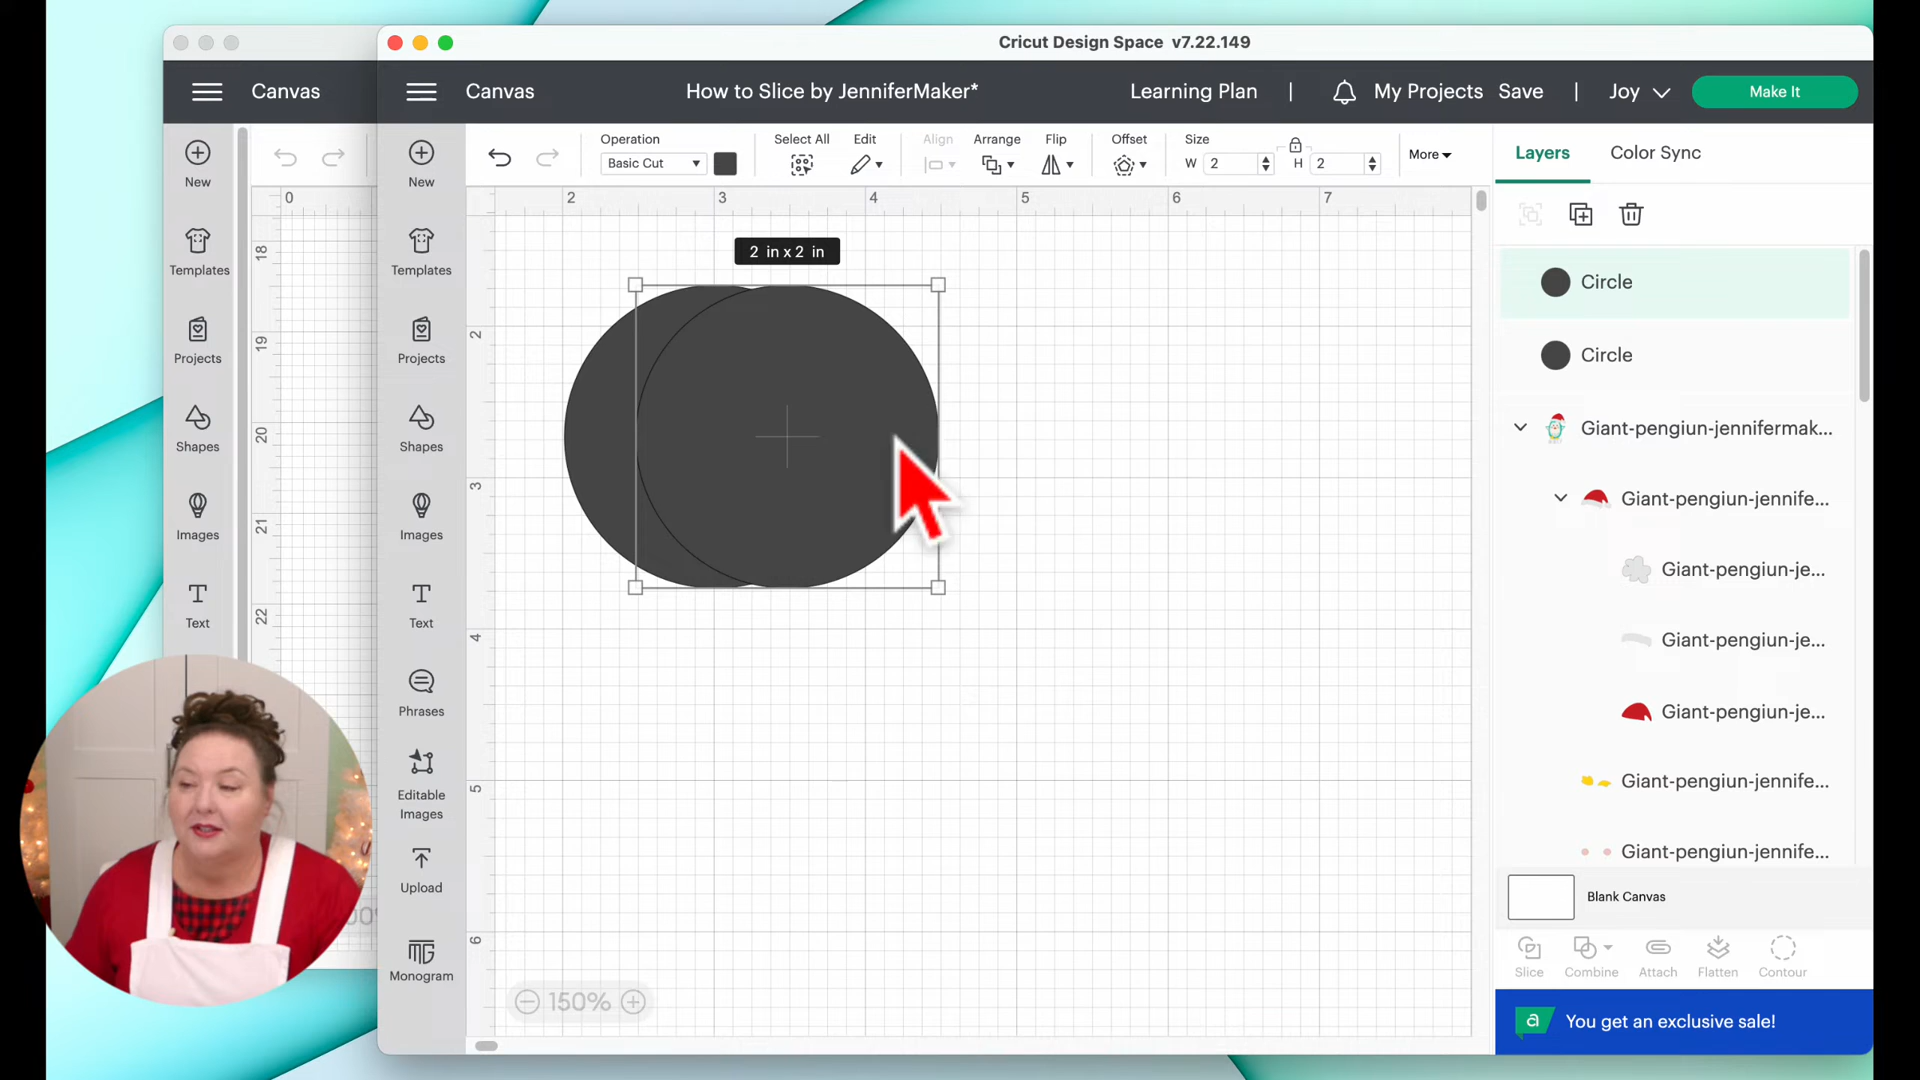 Cricut Design Space v7.22.149
Canvas
Canvas
How to Slice by JenniferMaker*
Learning Plan
|
My Projects
Save
|
Joy
Make It
New
Templates
Projects
Shapes
Images
Text
0
18
19
20
21
22
New
Templates
Projects
Shapes
Images
Text
Phrases
Editable
Images
Upload
MG
Monogram
Operation
Basic Cut
Select All
Edit
Align
Arrange
Flip
Offset
Size
W 2
H 2
More
2 3 4 5 6 7
2
3
4
5
6
2 in x 2 in
150%
Layers
Color Sync
Circle
Circle
Giant-pengiun-jennifermak...
Giant-pengiun-jennife...
Giant-pengiun-je...
Giant-pengiun-je...
Giant-pengiun-je...
Giant-pengiun-jennife...
Giant-pengiun-jennife...
Blank Canvas
Slice
Combine
Attach
Flatten
Contour
a
You get an exclusive sale!